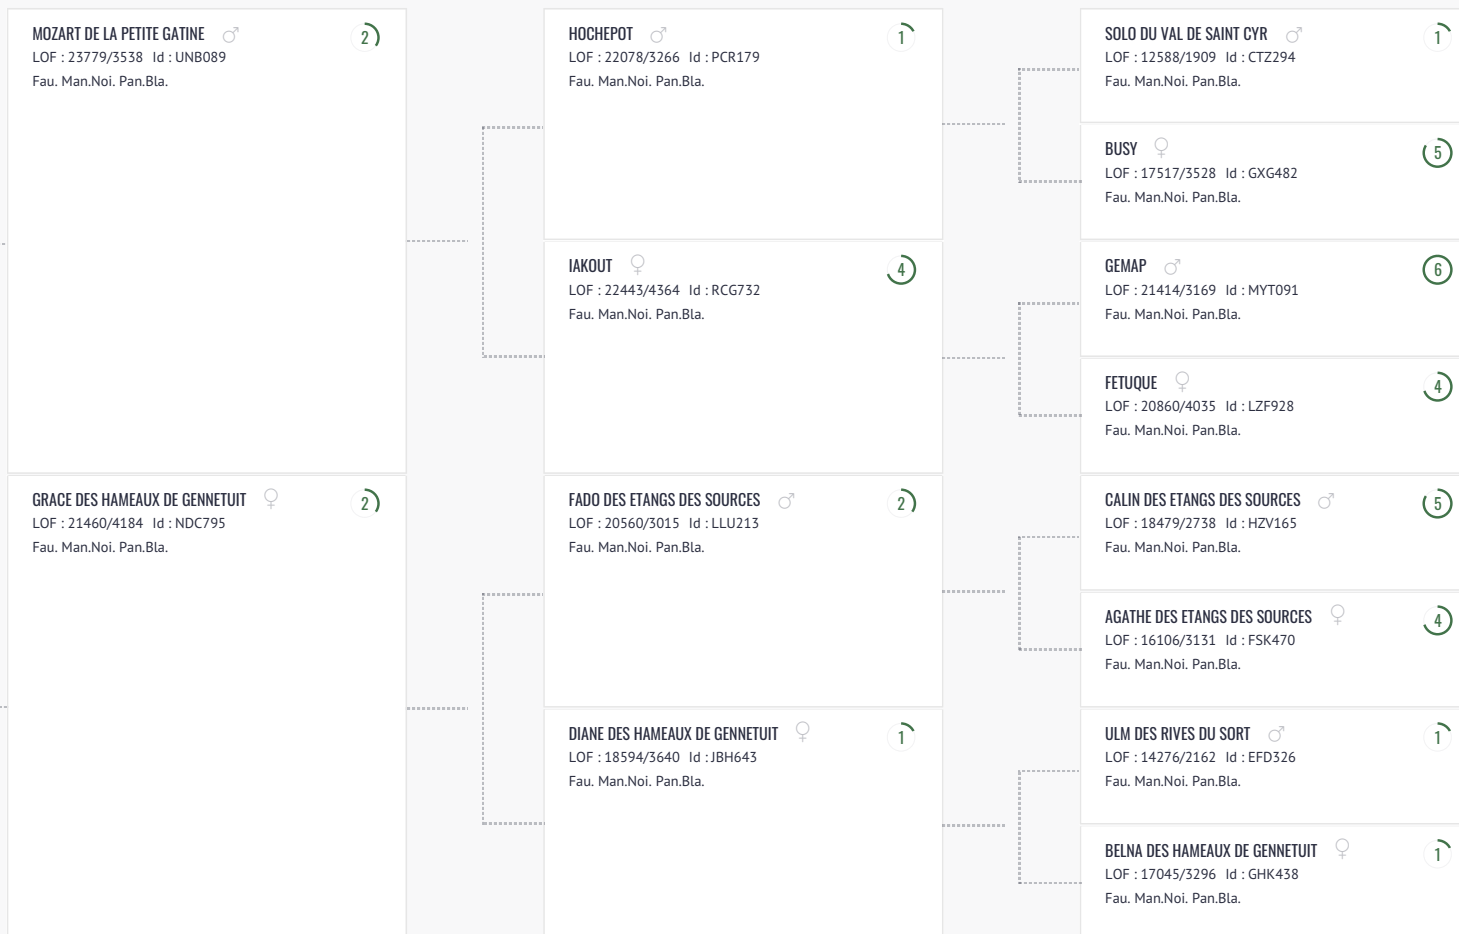 MOZART DE LA PETITE GATINE ♂ 2
LOF : 23779/3538 Id : UNB089
Fau. Man.Noi. Pan.Bla.
GRACE DES HAMEAUX DE GENNETUIT ♀ 2
LOF : 21460/4184 Id : NDC795
Fau. Man.Noi. Pan.Bla.
HOCHEPOT ♂ 1
LOF : 22078/3266 Id : PCR179
Fau. Man.Noi. Pan.Bla.
IAKOUT ♀ 4
LOF : 22443/4364 Id : RCG732
Fau. Man.Noi. Pan.Bla.
FADO DES ETANGS DES SOURCES ♂ 2
LOF : 20560/3015 Id : LLU213
Fau. Man.Noi. Pan.Bla.
DIANE DES HAMEAUX DE GENNETUIT ♀ 1
LOF : 18594/3640 Id : JBH643
Fau. Man.Noi. Pan.Bla.
SOLO DU VAL DE SAINT CYR ♂ 1
LOF : 12588/1909 Id : CTZ294
Fau. Man.Noi. Pan.Bla.
BUSY ♀ 5
LOF : 17517/3528 Id : GXG482
Fau. Man.Noi. Pan.Bla.
GEMAP ♂ 6
LOF : 21414/3169 Id : MYT091
Fau. Man.Noi. Pan.Bla.
FETUQUE ♀ 4
LOF : 20860/4035 Id : LZF928
Fau. Man.Noi. Pan.Bla.
CALIN DES ETANGS DES SOURCES ♂ 5
LOF : 18479/2738 Id : HZV165
Fau. Man.Noi. Pan.Bla.
AGATHE DES ETANGS DES SOURCES ♀ 4
LOF : 16106/3131 Id : FSK470
Fau. Man.Noi. Pan.Bla.
ULM DES RIVES DU SORT ♂ 1
LOF : 14276/2162 Id : EFD326
Fau. Man.Noi. Pan.Bla.
BELNA DES HAMEAUX DE GENNETUIT ♀ 1
LOF : 17045/3296 Id : GHK438
Fau. Man.Noi. Pan.Bla.